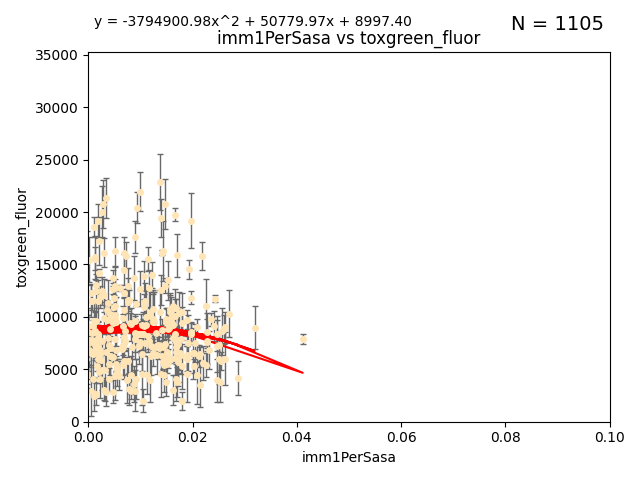 y = -3794900.98x^2 + 50779.97x + 8997.40
N = 1105
imm1PerSasa vs toxgreen_fluor
35000
30000
25000
20000
15000
10000
5000
0
toxgreen_fluor
0.00 0.02 0.04 0.06 0.08 0.10
imm1PerSasa